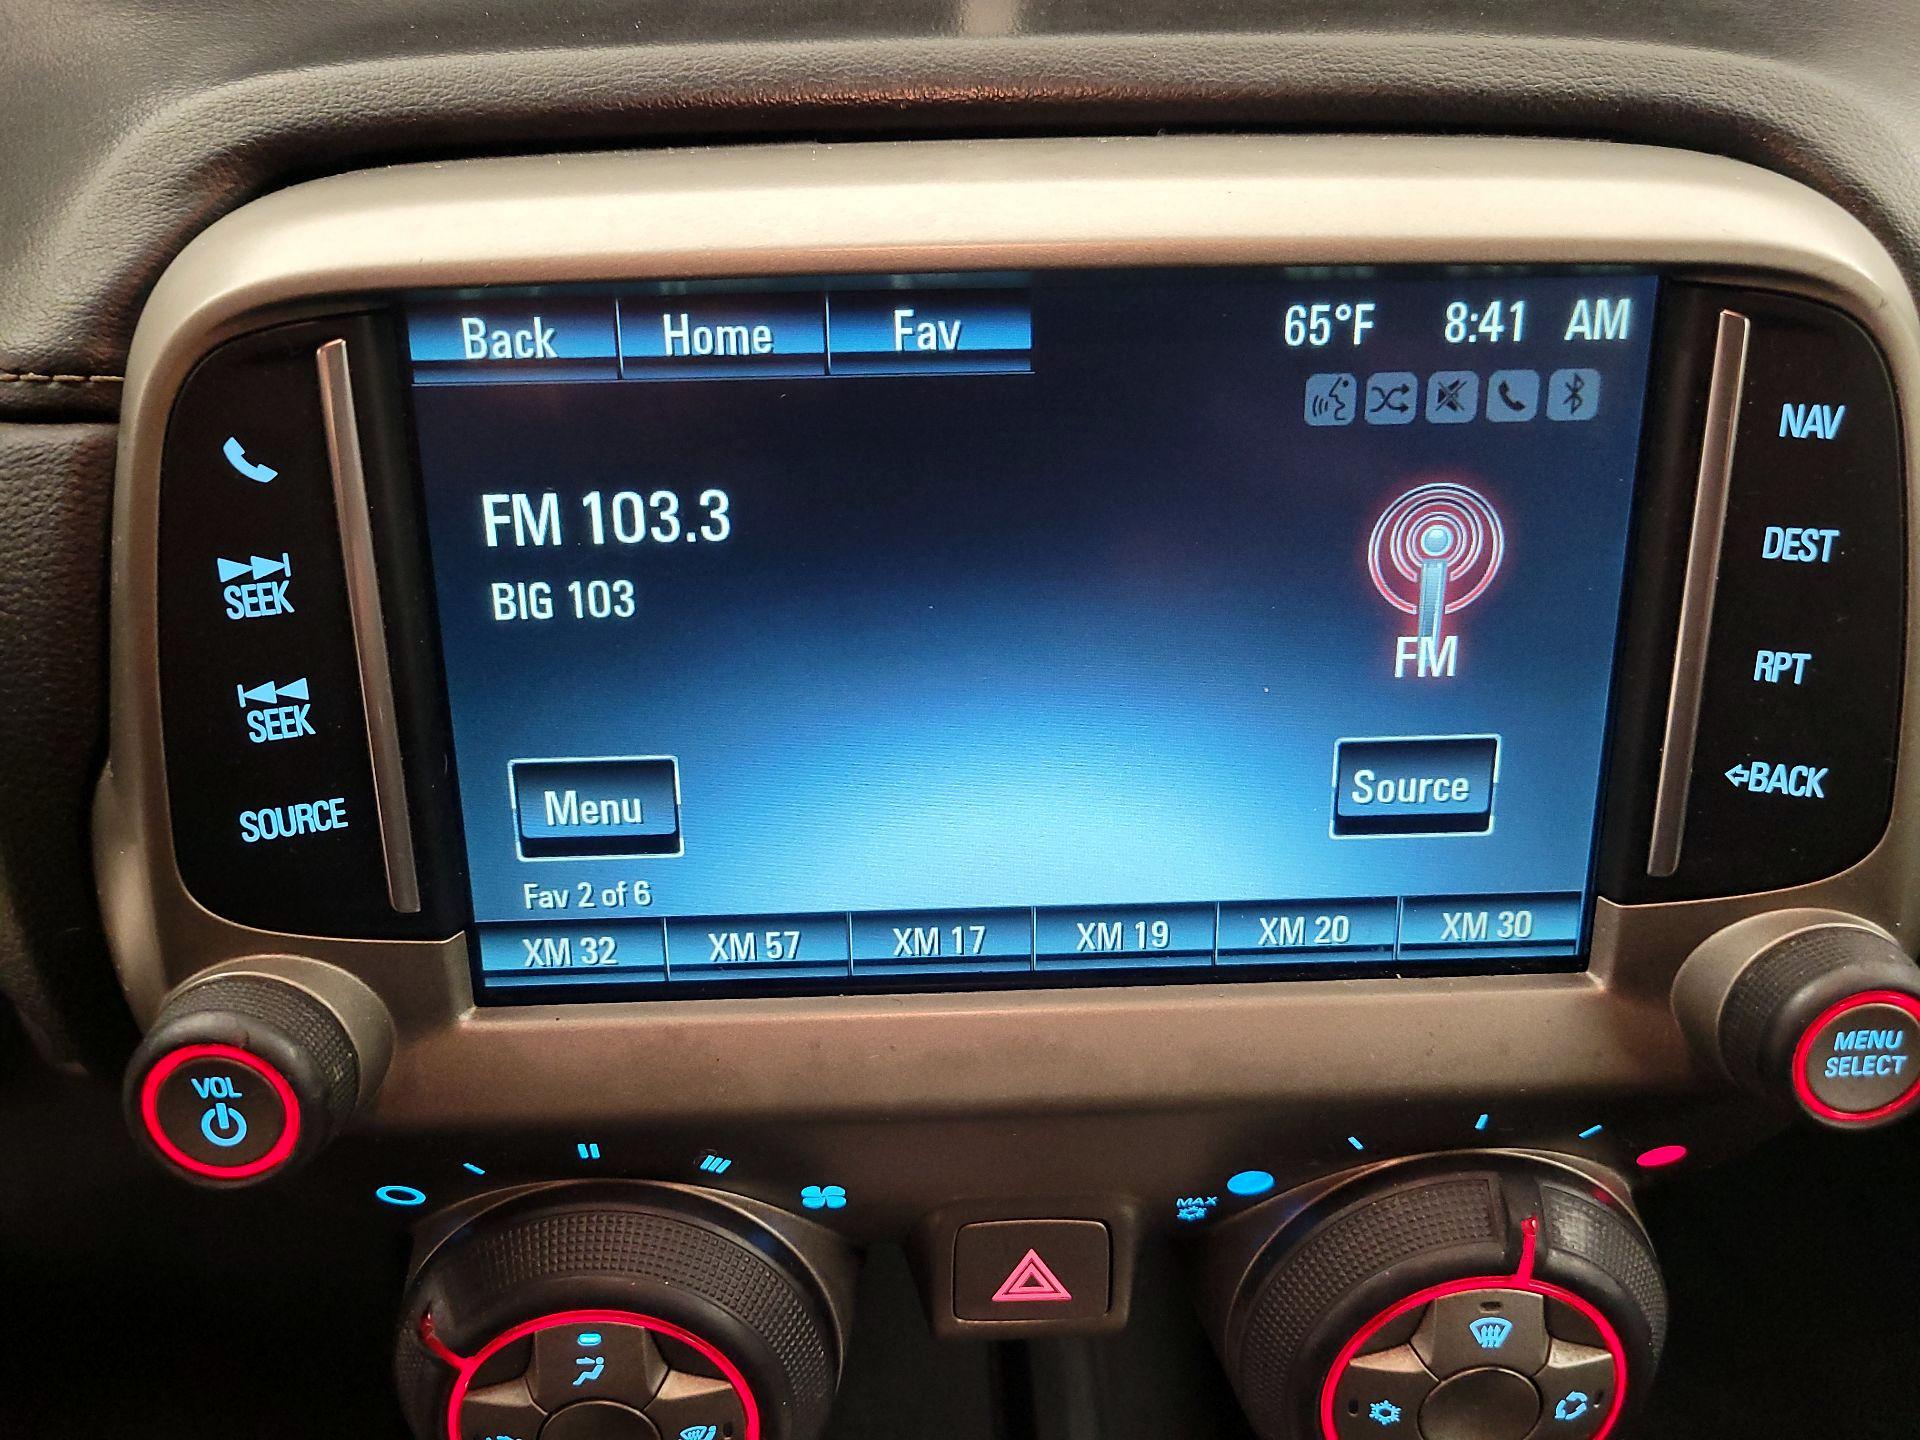 Back Home Fav 65°F 8:41 AM
NAV
FM 103.3
SEEK
DEST
BIG 103
FM
RPT
SEEK
Menu
Source
BACK
SOURCE
Fav 2 of 6
XM 32 XM 57 XM 17 XM 19 XM 20 XM 30
VOL
MENU
SELECT
MAX